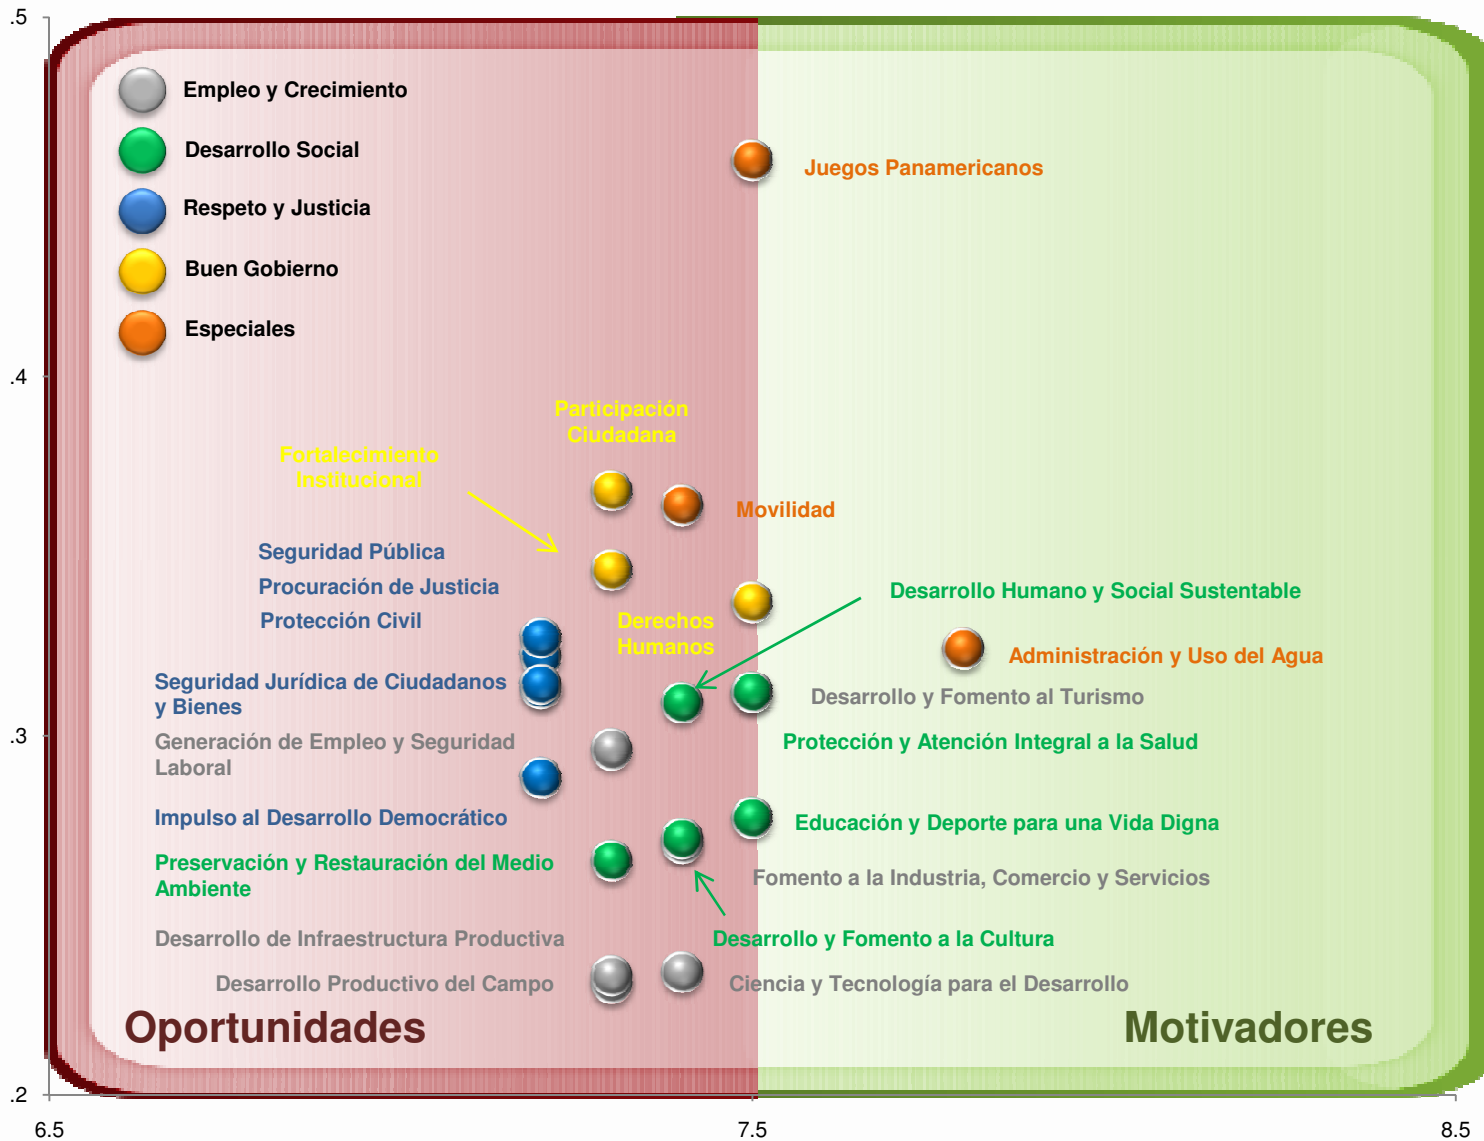 .5
Empleo y Crecimiento
Desarrollo Social
Juegos Panamericanos
Respeto y Justicia
Buen Gobierno
Especiales
.4
Participación
Ciudadana
Fortalecimiento
Institucional
Movilidad
Seguridad Pública
Procuración de Justicia
Desarrollo Humano y Social Sustentable
Protección Civil
Derechos
Humanos
Administración y Uso del Agua
Seguridad Jurídica de Ciudadanos
y Bienes
Desarrollo y Fomento al Turismo
.3
Generación de Empleo y Seguridad
Laboral
Protección y Atención Integral a la Salud
Impulso al Desarrollo Democrático
Educación y Deporte para una Vida Digna
Preservación y Restauración del Medio
Ambiente
Fomento a la Industria, Comercio y Servicios
Desarrollo de Infraestructura Productiva
Desarrollo y Fomento a la Cultura
Desarrollo Productivo del Campo
Ciencia y Tecnología para el Desarrollo
Oportunidades
Motivadores
.2
6.5
7.5
8.5